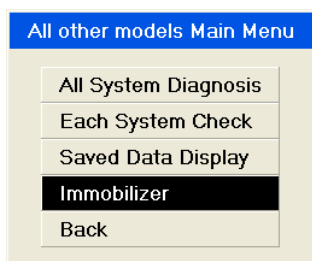 All other models Main Menu
All System Diagnosis
Each System Check
Saved Data Display
Immobilizer
Back